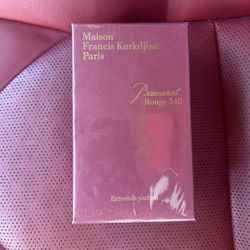 Maison
Francis Kurkdjian
Paris
Baccarat
Rouge 540
Extrait de parfum